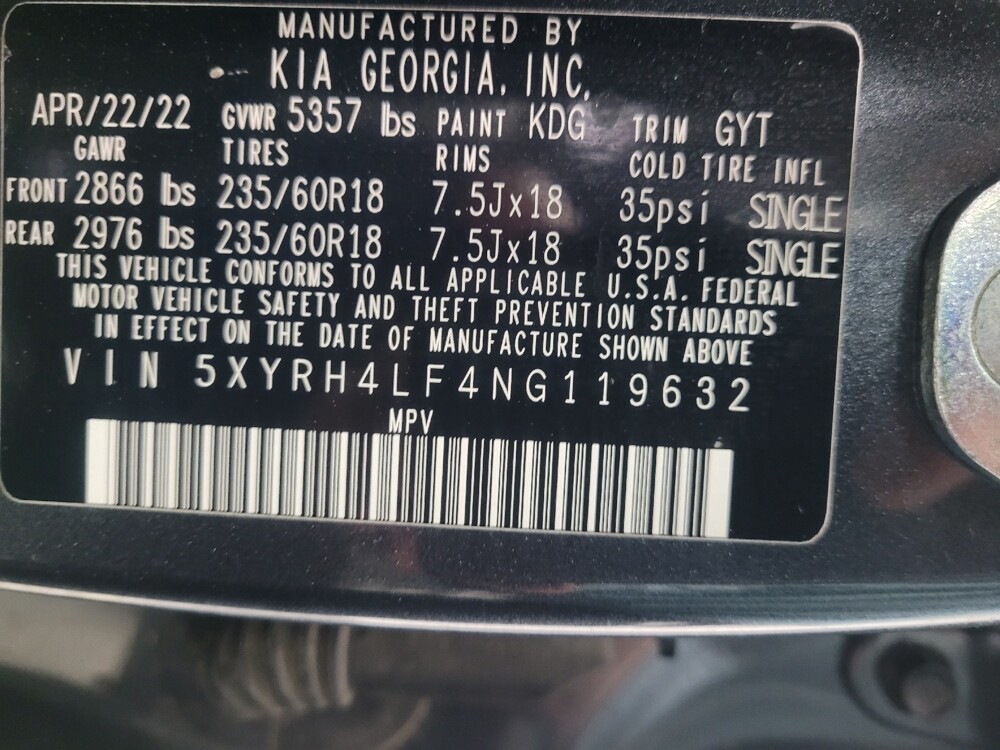 MANUFACTURED BY
KIA GEORGIA, INC.
APR/22/22 GVWR 5357 lbs PAINT KDG TRIM GYT
GAWR TIRES RIMS COLD TIRE INFL
FRONT 2866 lbs 235/60R18 7.5Jx18 35psi SINGLE
REAR 2976 lbs 235/60R18 7.5Jx18 35psi SINGLE
THIS VEHICLE CONFORMS TO ALL APPLICABLE U.S.A. FEDERAL
MOTOR VEHICLE SAFETY AND THEFT PREVENTION STANDARDS
IN EFFECT ON THE DATE OF MANUFACTURE SHOWN ABOVE
VIN 5XYRH4LF4NG119632
MPV